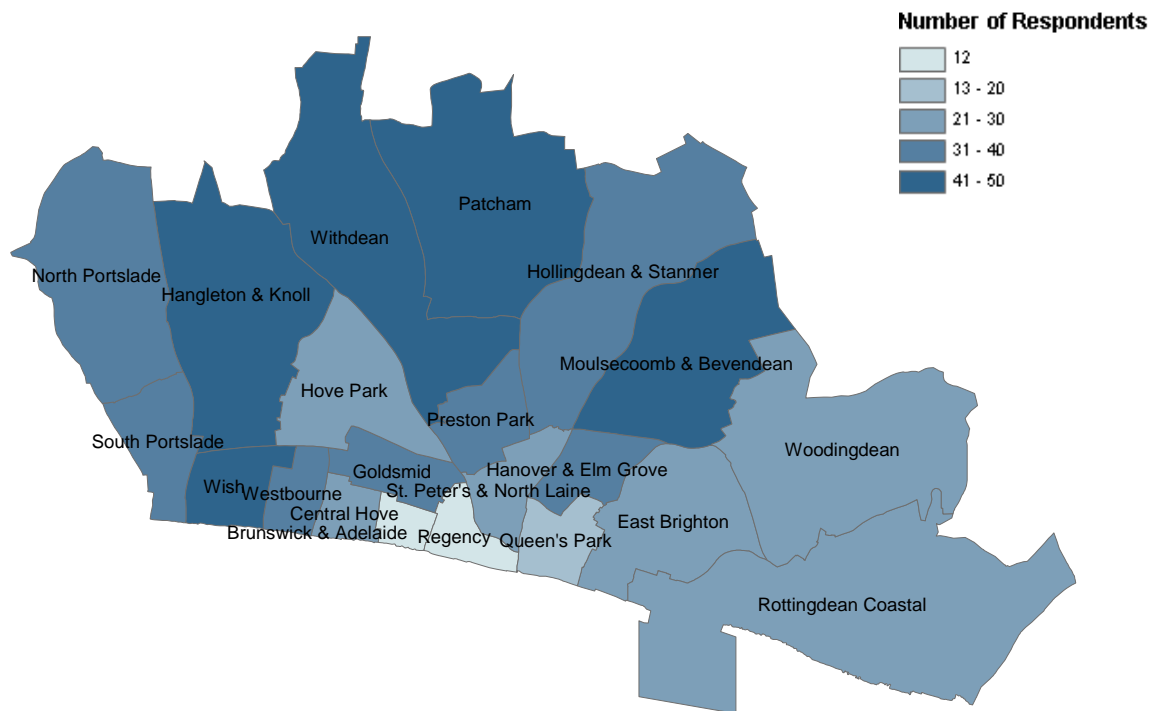 Number of Respondents
12
13 - 20
21 - 30
31 - 40
41 - 50
Patcham
Withdean
North Portslade
Hollingdean & Stanmer
Hangleton & Knoll
Moulsecoomb & Bevendean
Hove Park
Preston Park
South Portslade
Woodingdean
Goldsmid
Hanover & Elm Grove
Wish
Westbourne
St. Peter's & North Laine
Central Hove
East Brighton
Brunswick & Adelaide
Regency
Queen's Park
Rottingdean Coastal